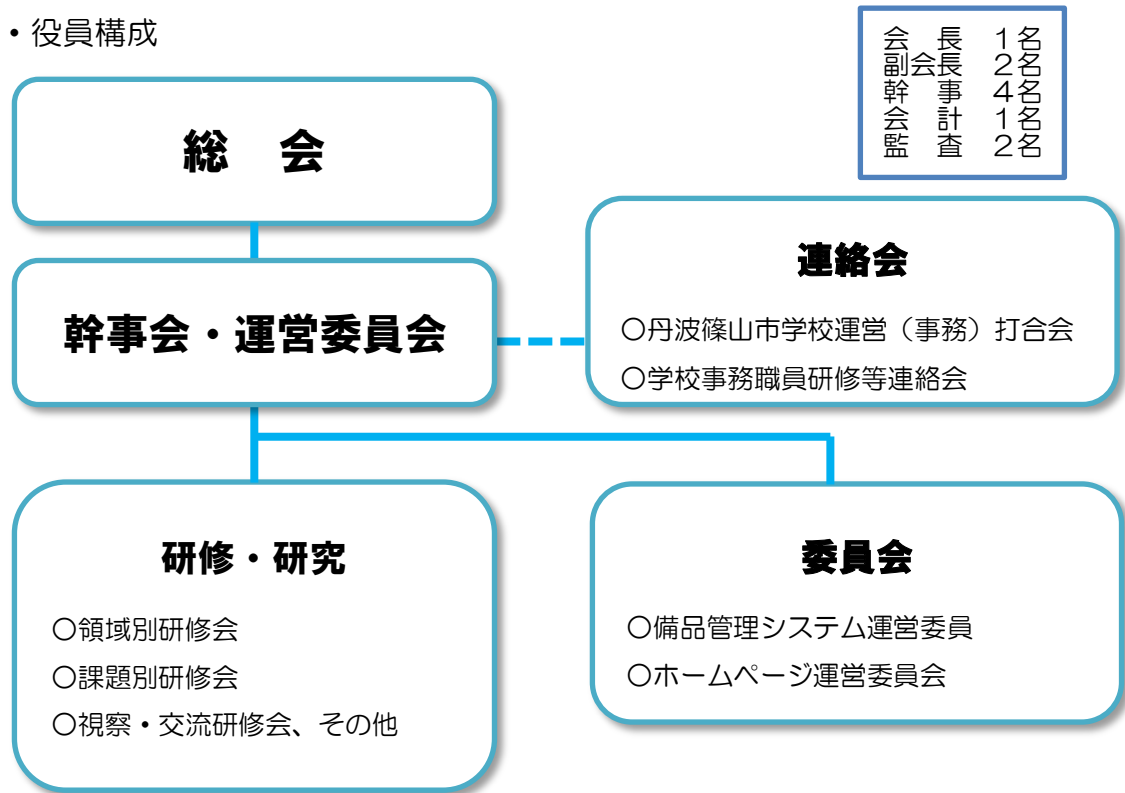 ・役員構成
会　長　１名
副会長　２名
幹　事　４名
会　計　１名
監　査　２名
総　会
幹事会・運営委員会
連絡会
〇丹波篠山市学校運営（事務）打合会
〇学校事務職員研修等連絡会
研修・研究
〇領域別研修会
〇課題別研修会
〇視察・交流研修会、その他
委員会
〇備品管理システム運営委員
〇ホームページ運営委員会